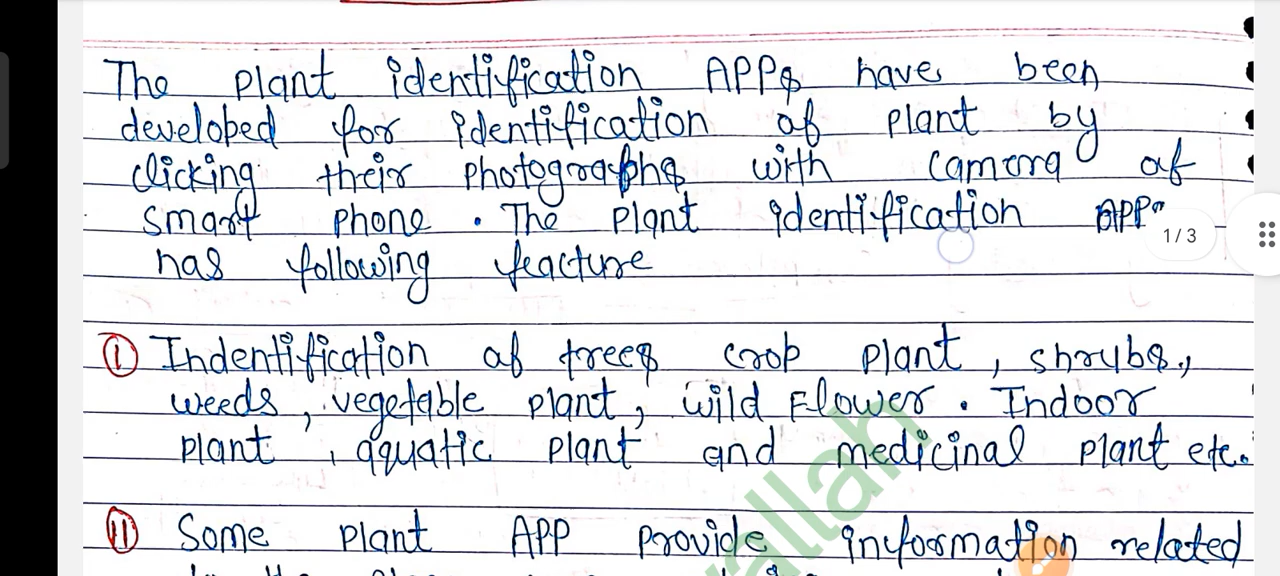 The plant identification APPs have been
developed for identification of plant by
clicking their photographs with camera of
smart phone. The plant identification APP
1 / 3
has following feacture
(i) Indentification of trees crop plant, shrubs,
weeds, vegetable plant, wild Flower. Indoor
plant, aquatic plant and medicinal plant etc.
(ii) Some plant APP provide information related